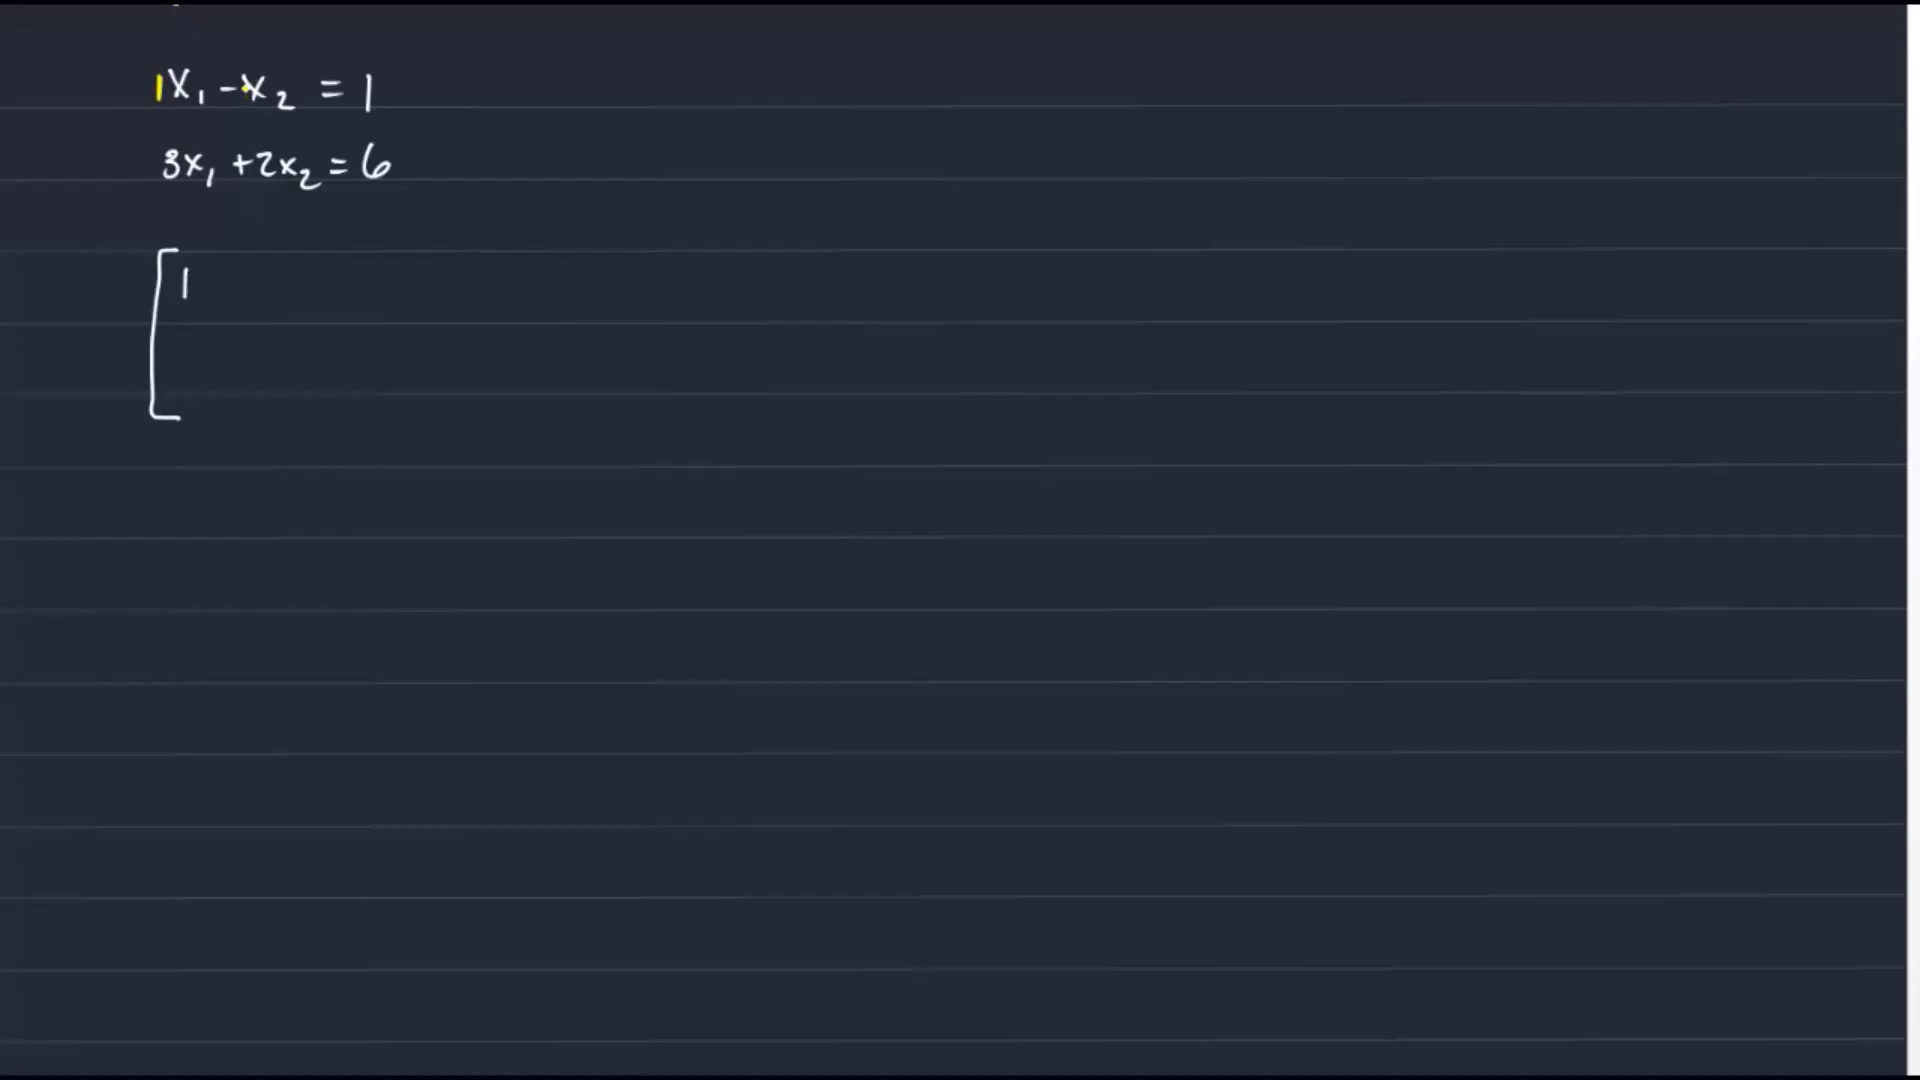 1x₁ - x₂ = 1
3x₁ + 2x₂ = 6
[1